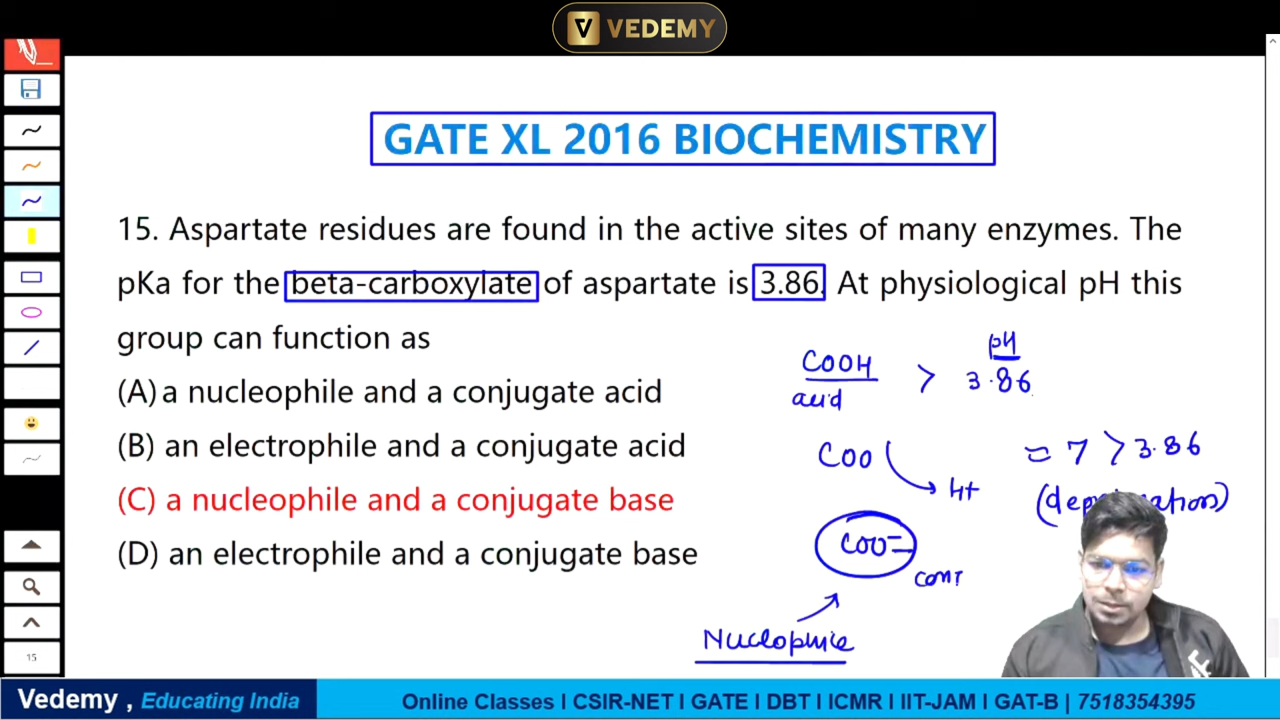 VEDEMY
GATE XL 2016 BIOCHEMISTRY
15. Aspartate residues are found in the active sites of many enzymes. The
pKa for the beta-carboxylate of aspartate is 3.86. At physiological pH this
group can function as
(A) a nucleophile and a conjugate acid
(B) an electrophile and a conjugate acid
(C) a nucleophile and a conjugate base
(D) an electrophile and a conjugate base
pH
COOH > 3.86
acid
COO H+
= 7 > 3.86
COO-
Nucleophile
15
Vedemy , Educating India
Online Classes I CSIR-NET I GATE I DBT I ICMR I IIT-JAM I GAT-B | 7518354395